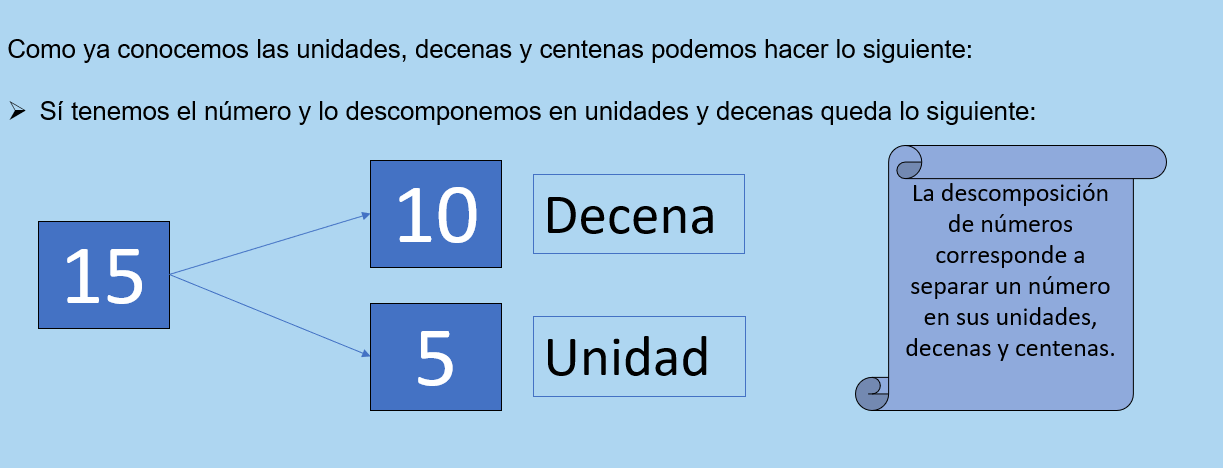 Como ya conocemos las unidades, decenas y centenas podemos hacer lo siguiente:
➢ Sí tenemos el número y lo descomponemos en unidades y decenas queda lo siguiente:
15
10
Decena
5
Unidad
La descomposición
de números
corresponde a
separar un número
en sus unidades,
decenas y centenas.